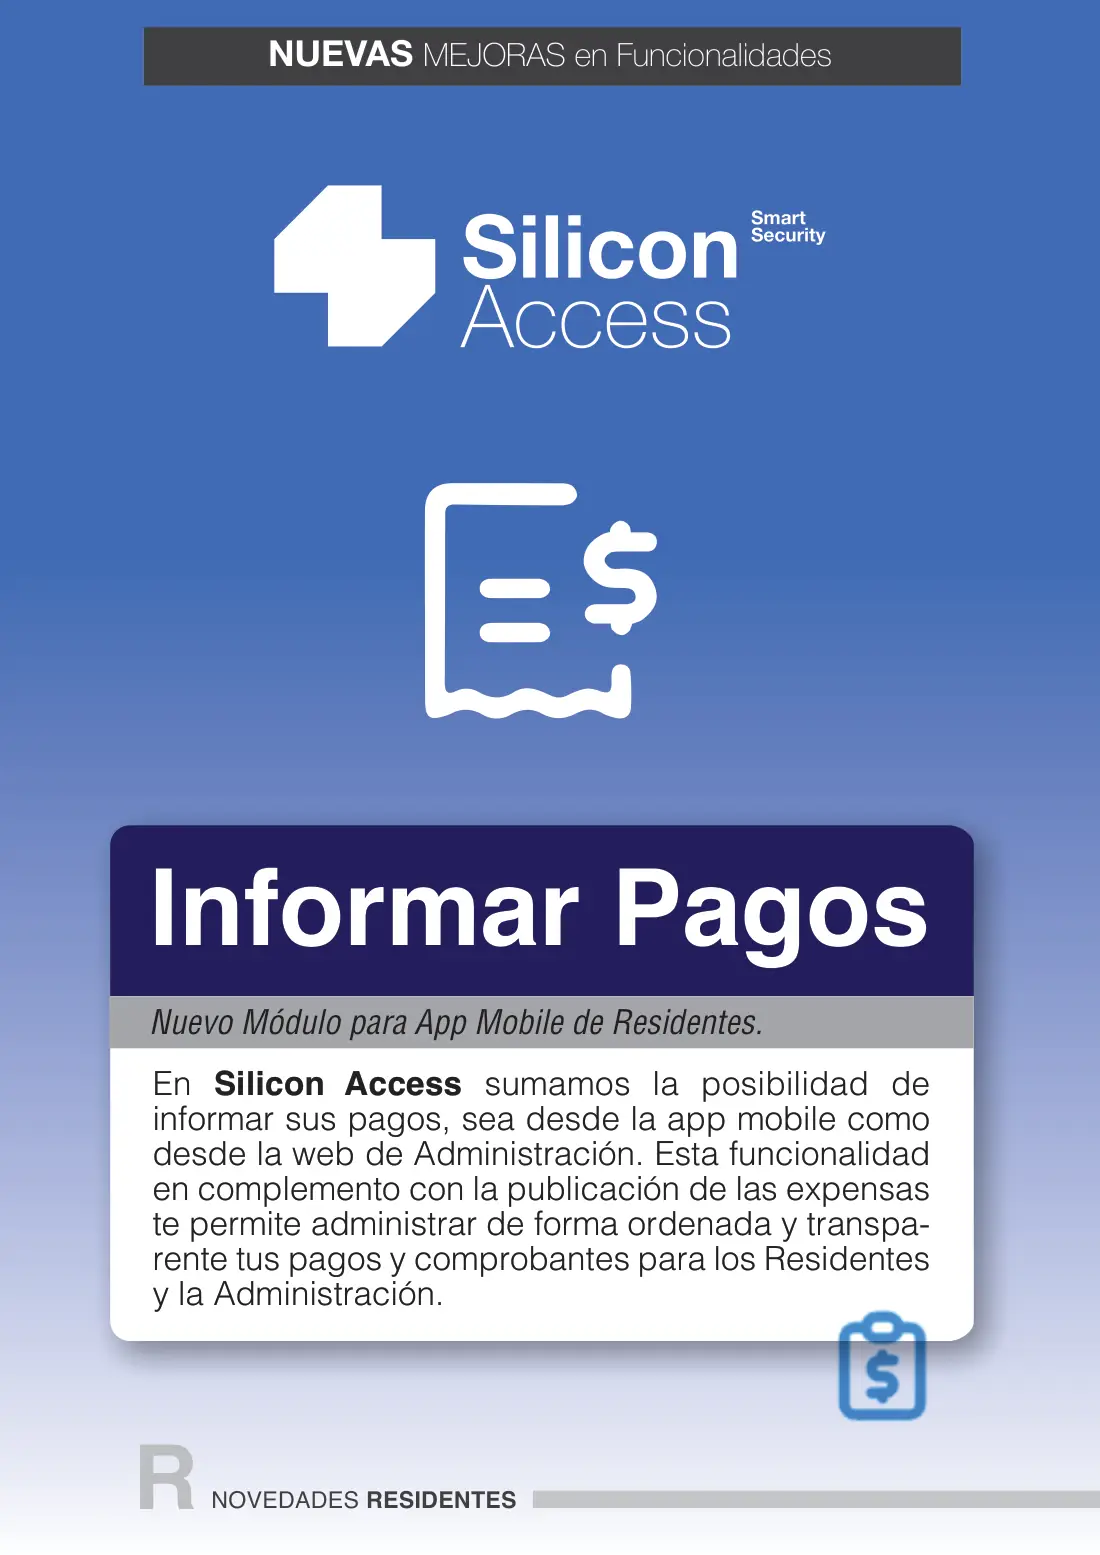 NUEVAS MEJORAS en Funcionalidades
Silicon
Smart
Security
Access
$
Informar Pagos
Nuevo Módulo para App Mobile de Residentes.
En Silicon Access sumamos la posibilidad de
informar sus pagos, sea desde la app mobile como
desde la web de Administración. Esta funcionalidad
en complemento con la publicación de las expensas
te permite administrar de forma ordenada y transpa-
rente tus pagos y comprobantes para los Residentes
y la Administración.
$
R NOVEDADES RESIDENTES